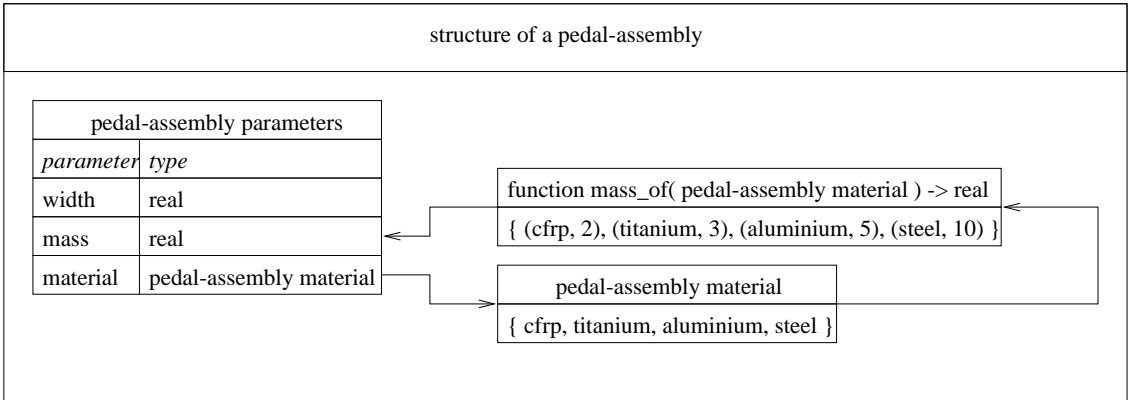 structure of a pedal-assembly
pedal-assembly parameters
parameter type
width real
mass real
material pedal-assembly material
function mass_of( pedal-assembly material ) -> real
{ (cfrp, 2), (titanium, 3), (aluminium, 5), (steel, 10) }
pedal-assembly material
{ cfrp, titanium, aluminium, steel }